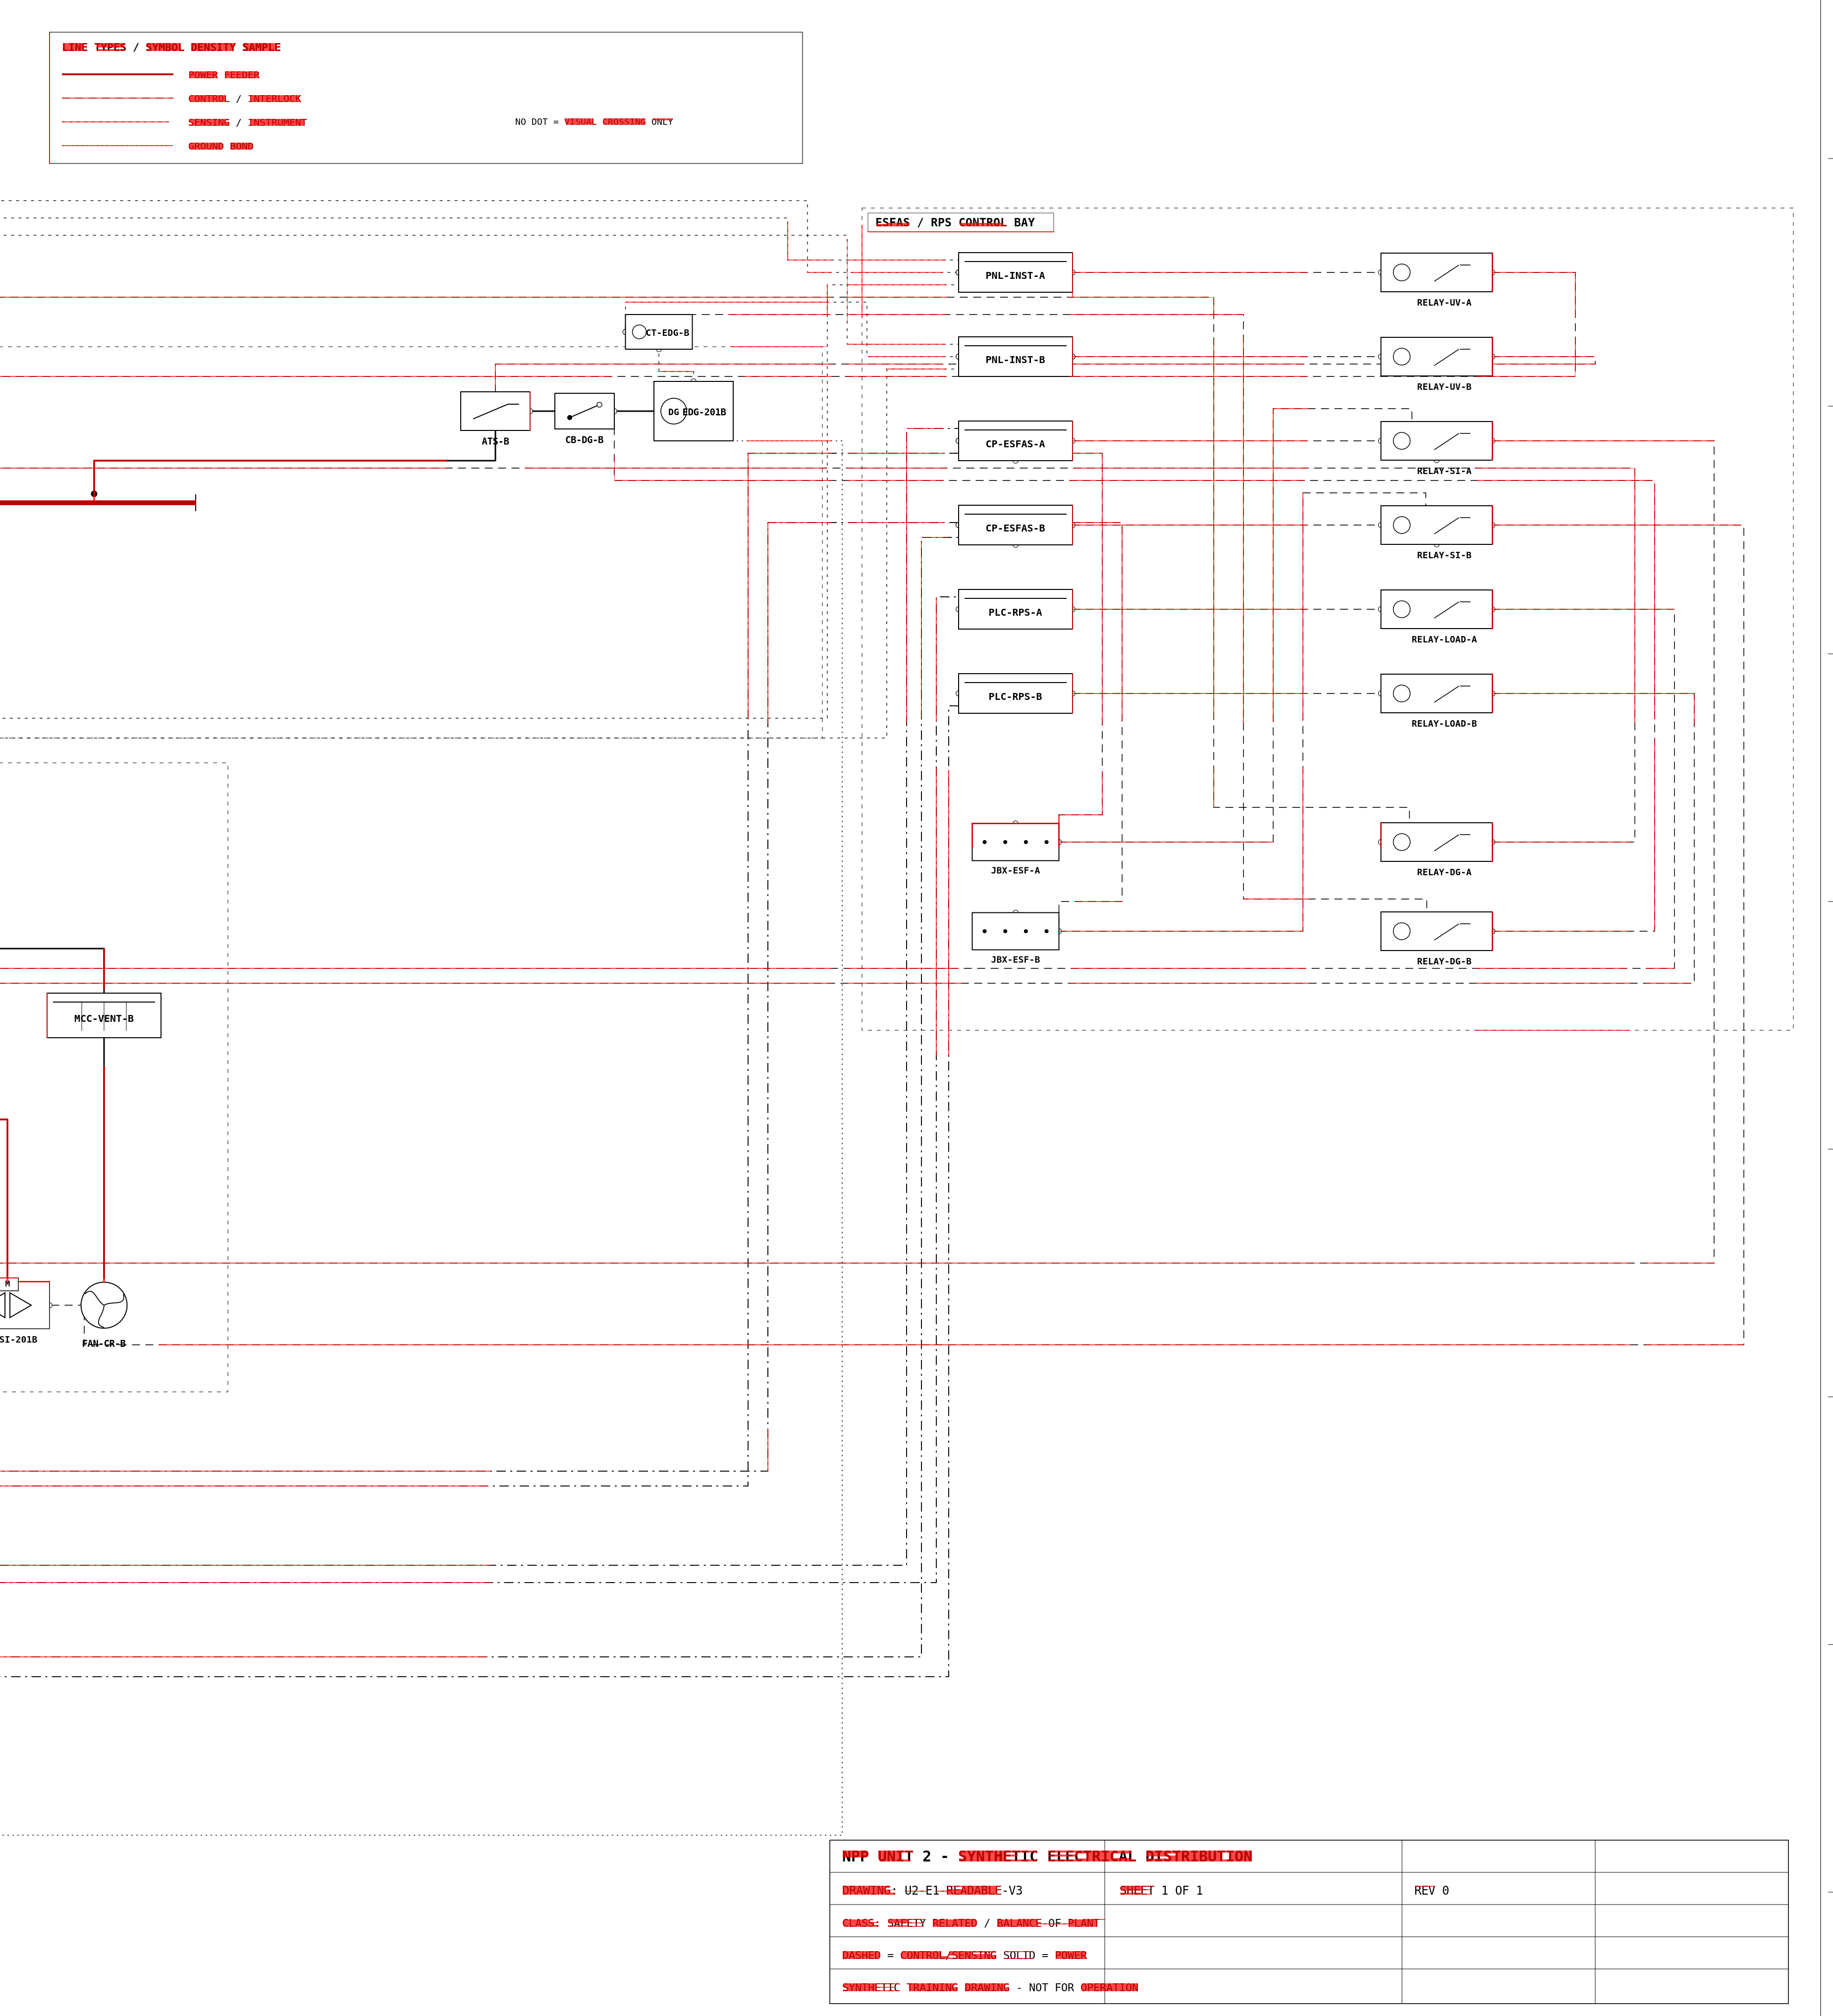 LINE TYPES / SYMBOL DENSITY SAMPLE
POWER FEEDER
CONTROL / INTERLOCK
SENSING / INSTRUMENT
NO DOT = VISUAL CROSSING ONLY
GROUND BOND
ESFAS / RPS CONTROL BAY
PNL-INST-A
RELAY-UV-A
CT-EDG-B
PNL-INST-B
RELAY-UV-B
DG EDG-201B
ATS-B
CB-DG-B
CP-ESFAS-A
RELAY-SI-A
CP-ESFAS-B
RELAY-SI-B
PLC-RPS-A
RELAY-LOAD-A
PLC-RPS-B
RELAY-LOAD-B
JBX-ESF-A
RELAY-DG-A
JBX-ESF-B
RELAY-DG-B
MCC-VENT-B
M
SI-201B
FAN-CR-B
NPP UNIT 2 - SYNTHETIC ELECTRICAL DISTRIBUTION
DRAWING: U2-E1-READABLE-V3
SHEET 1 OF 1
REV 0
CLASS: SAFETY RELATED / BALANCE-OF-PLANT
DASHED = CONTROL/SENSING SOLID = POWER
SYNTHETIC TRAINING DRAWING - NOT FOR OPERATION